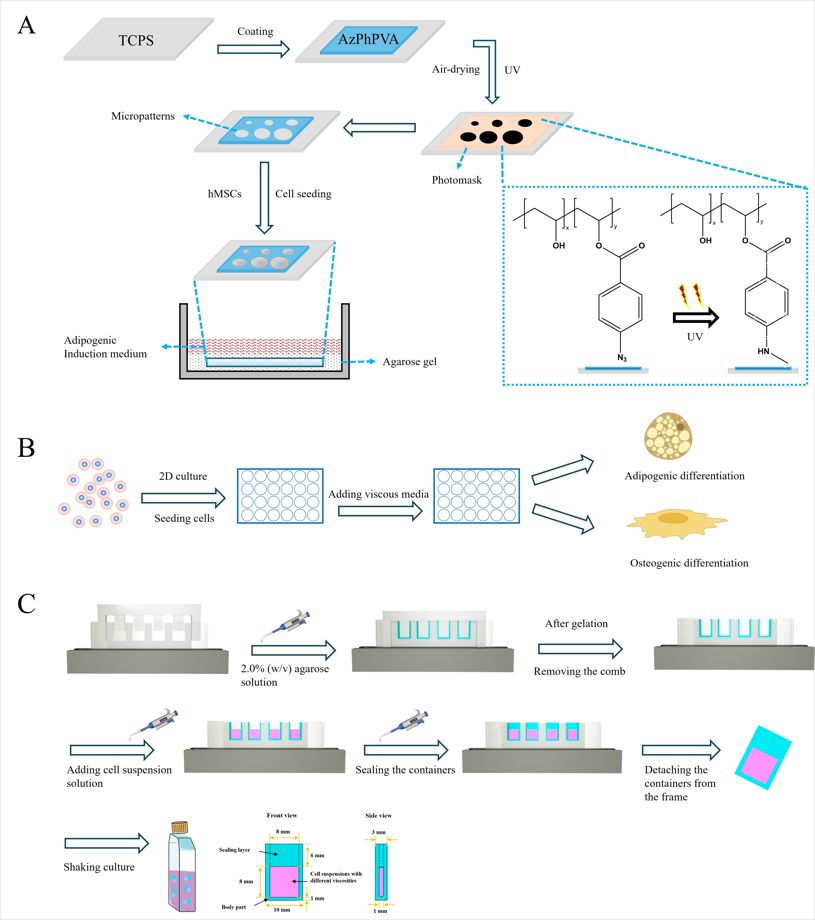 A
TCPS
Coating
AzPhPVA
Air-drying
UV
Micropatterns
Photomask
hMSCs
Cell seeding
Adipogenic
Induction medium
Agarose gel
x
y
OH
O
O
N3
UV
x
y
OH
O
O
HN
B
2D culture
Seeding cells
Adding viscous media
Adipogenic differentiation
Osteogenic differentiation
C
2.0% (w/v) agarose
solution
After gelation
Removing the comb
Adding cell suspension
solution
Sealing the containers
Detaching the
containers from
the frame
Shaking culture
Front view
8 mm
Sealing layer
6 mm
8 mm
Cell suspensions with
different viscosities
1 mm
Body part
10 mm
Side view
3 mm
1 mm